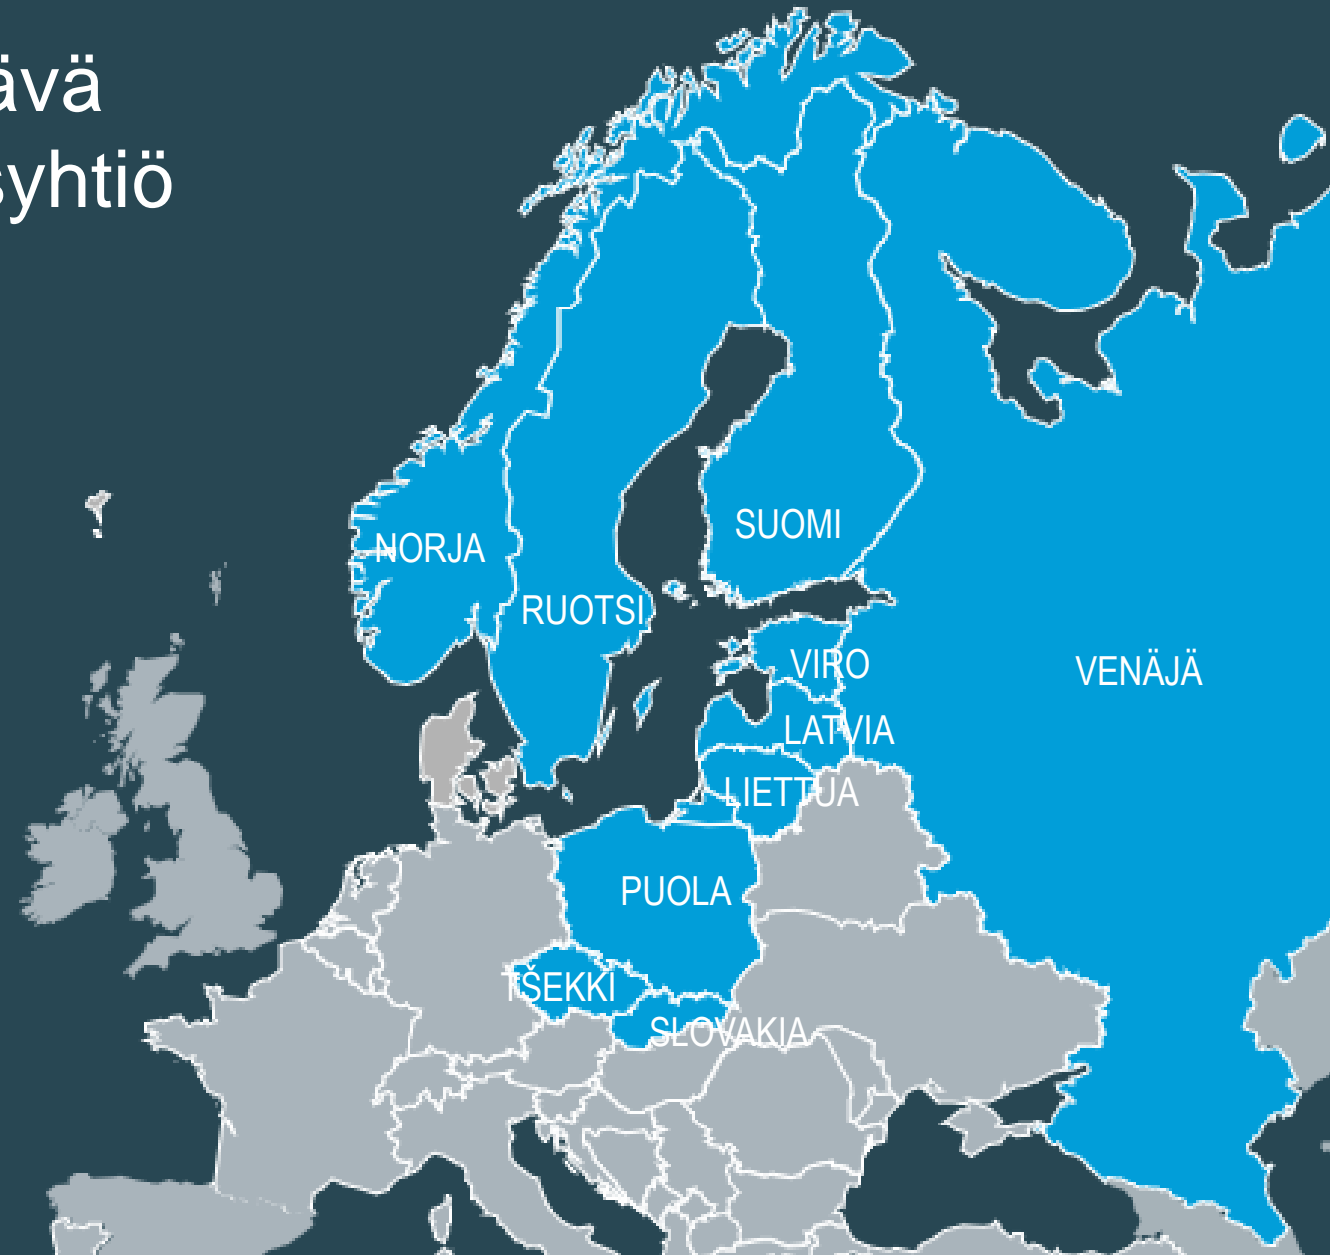 ävä
syhtiö
NORJA
SUOMI
RUOTSI
VIRO
VENÄJÄ
LATVIA
LIETTUA
PUOLA
TŠEKKI
SLOVAKIA